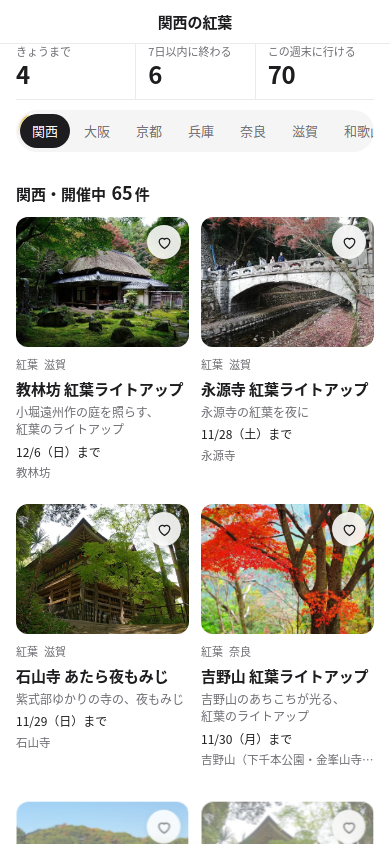 関西の紅葉
きょうまで
4
7日以内に終わる
6
この週末に行ける
70
関西 大阪 京都 兵庫 奈良 滋賀 和歌
関西・開催中 65件
紅葉 滋賀
教林坊 紅葉ライトアップ
小堀遠州作の庭を照らす、
紅葉のライトアップ
12/6（日）まで
教林坊
紅葉 滋賀
永源寺 紅葉ライトアップ
永源寺の紅葉を夜に
11/28（土）まで
永源寺
紅葉 滋賀
石山寺 あたら夜もみじ
紫式部ゆかりの寺の、夜もみじ
11/29（日）まで
石山寺
紅葉 奈良
吉野山 紅葉ライトアップ
吉野山のあちこちが光る、
紅葉のライトアップ
11/30（月）まで
吉野山（下千本公園・金峯山寺…